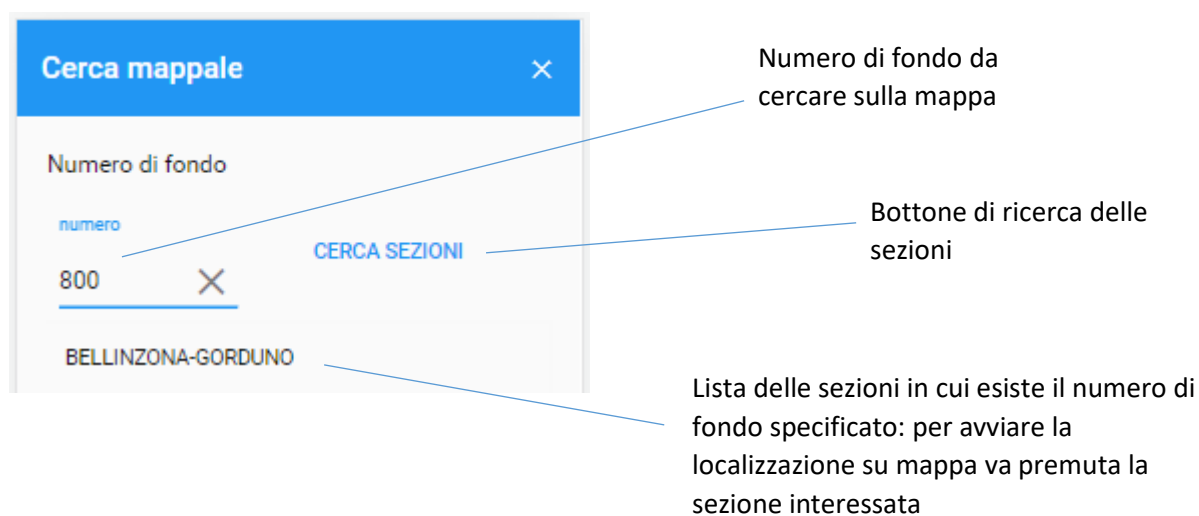 Cerca mappale
Numero di fondo
numero
800
CERCA SEZIONI
BELLINZONA-GORDUNO
Numero di fondo da
cercare sulla mappa
Bottone di ricerca delle
sezioni
Lista delle sezioni in cui esiste il numero di
fondo specificato: per avviare la
localizzazione su mappa va premuta la
sezione interessata